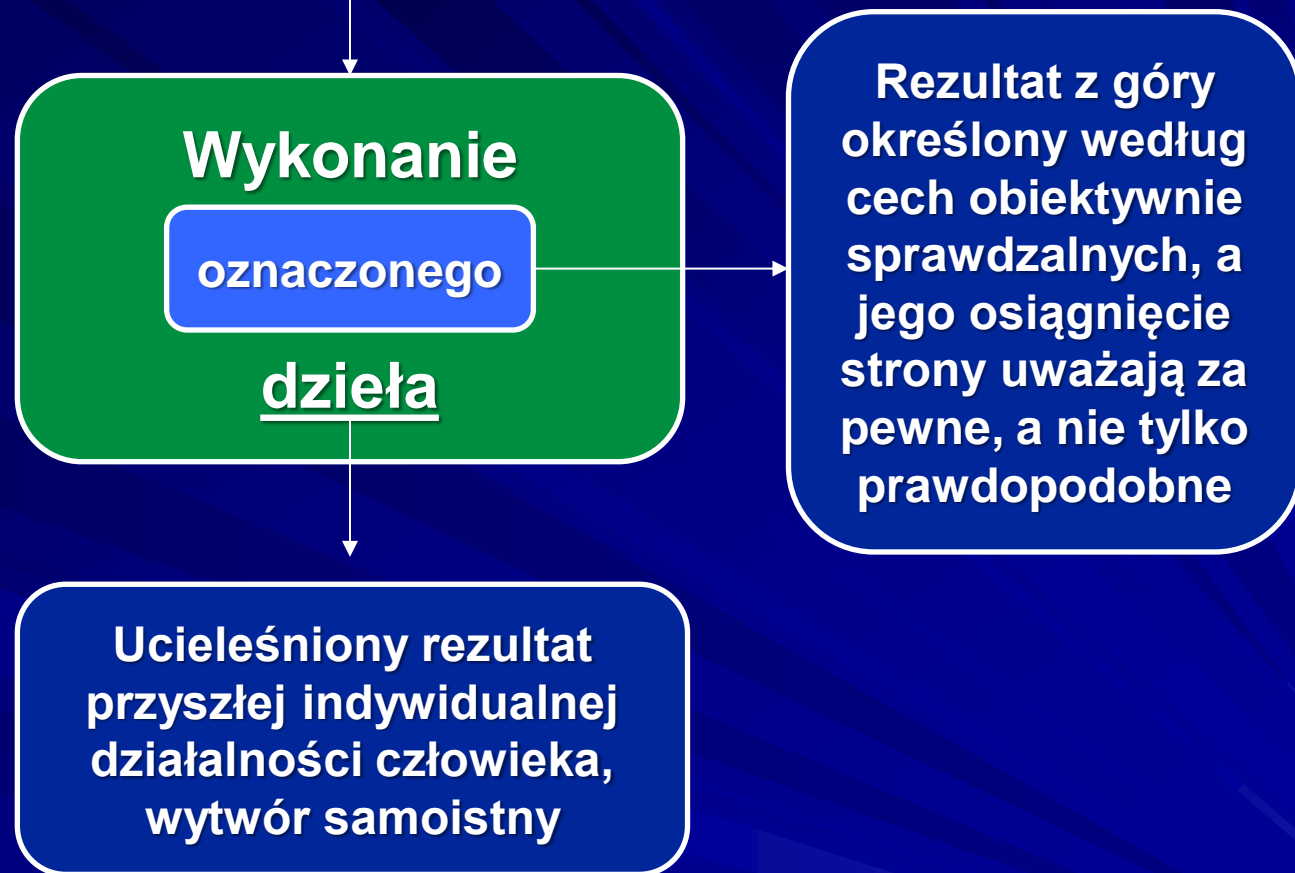 Wykonanie
oznaczonego
dzieła
Rezultat z góry
określony według
cech obiektywnie
sprawdzalnych, a
jego osiągnięcie
strony uważają za
pewne, a nie tylko
prawdopodobne
Ucieleśniony rezultat
przyszłej indywidualnej
działalności człowieka,
wytwór samoistny